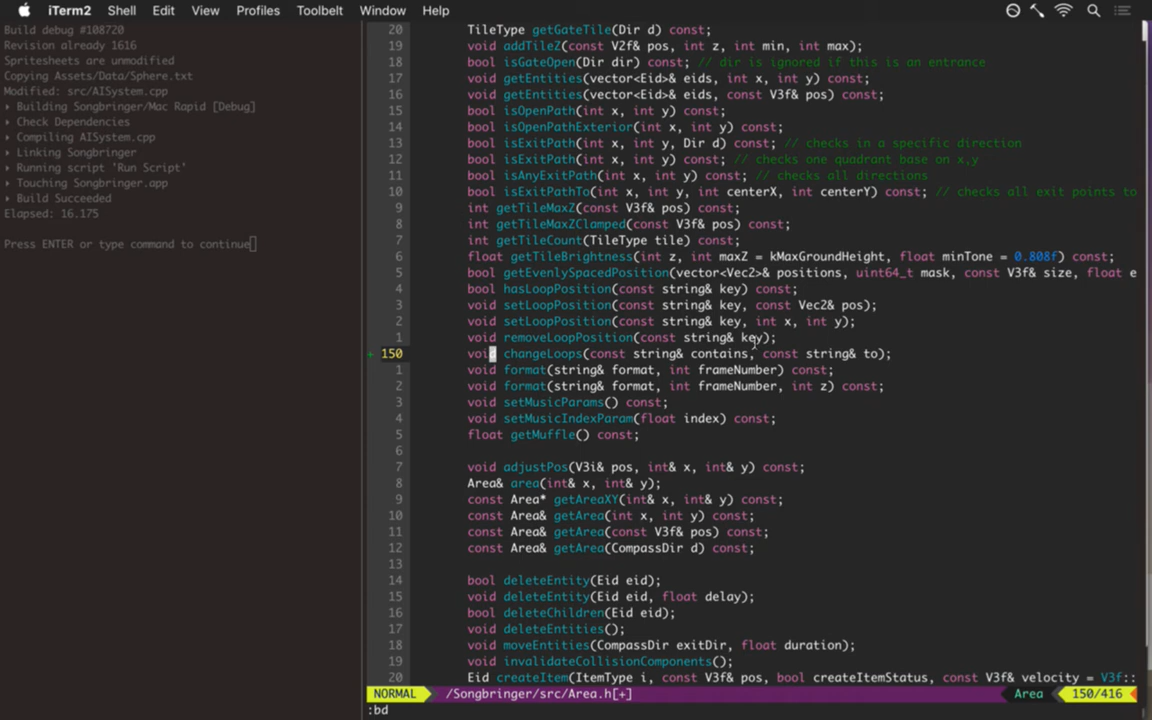 iTerm2 Shell Edit View Profiles Toolbelt Window Help
Build debug #108720
Revision already 1616
Spritesheets are unmodified
Copying Assets/Data/Sphere.txt
Modified: src/AISystem.cpp
▸ Building Songbringer/Mac Rapid [Debug]
▸ Check Dependencies
▸ Compiling AISystem.cpp
▸ Linking Songbringer
▸ Running script 'Run Script'
▸ Touching Songbringer.app
▸ Build Succeeded
Elapsed: 16.175
Press ENTER or type command to continue
20 TileType getGateTile(Dir d) const;
19 void addTileZ(const V2f& pos, int z, int min, int max);
18 bool isGateOpen(Dir dir) const; // dir is ignored if this is an entrance
17 void getEntities(vector<Eid>& eids, int x, int y) const;
16 void getEntities(vector<Eid>& eids, const V3f& pos) const;
15 bool isOpenPath(int x, int y) const;
14 bool isOpenPathExterior(int x, int y) const;
13 bool isExitPath(int x, int y, Dir d) const; // checks in a specific direction
12 bool isExitPath(int x, int y) const; // checks one quadrant base on x,y
11 bool isAnyExitPath(int x, int y) const; // checks all directions
10 bool isExitPathTo(int x, int y, int centerX, int centerY) const; // checks all exit points to
9 int getTileMaxZ(const V3f& pos) const;
8 int getTileMaxZClamped(const V3f& pos) const;
7 int getTileCount(TileType tile) const;
6 float getTileBrightness(int z, int maxZ = kMaxGroundHeight, float minTone = 0.808f) const;
5 bool getEvenlySpacedPosition(vector<Vec2>& positions, uint64_t mask, const V3f& size, float e
4 bool hasLoopPosition(const string& key) const;
3 void setLoopPosition(const string& key, const Vec2& pos);
2 void setLoopPosition(const string& key, int x, int y);
1 void removeLoopPosition(const string& key);
+ 150 void changeLoops(const string& contains, const string& to);
1 void format(string& format, int frameNumber) const;
2 void format(string& format, int frameNumber, int z) const;
3 void setMusicParams() const;
4 void setMusicIndexParam(float index) const;
5 float getMuffle() const;
6
7 void adjustPos(V3i& pos, int& x, int& y) const;
8 Area& area(int& x, int& y);
9 const Area* getAreaXY(int& x, int& y) const;
10 const Area& getArea(int x, int y) const;
11 const Area& getArea(const V3f& pos) const;
12 const Area& getArea(CompassDir d) const;
13
14 bool deleteEntity(Eid eid);
15 void deleteEntity(Eid eid, float delay);
16 bool deleteChildren(Eid eid);
17 void deleteEntities();
18 void moveEntities(CompassDir exitDir, float duration);
19 void invalidateCollisionComponents();
20 Eid createItem(ItemType i, const V3f& pos, bool createItemStatus, const V3f& velocity = V3f::
NORMAL /Songbringer/src/Area.h[+] Area 150/416
:bd